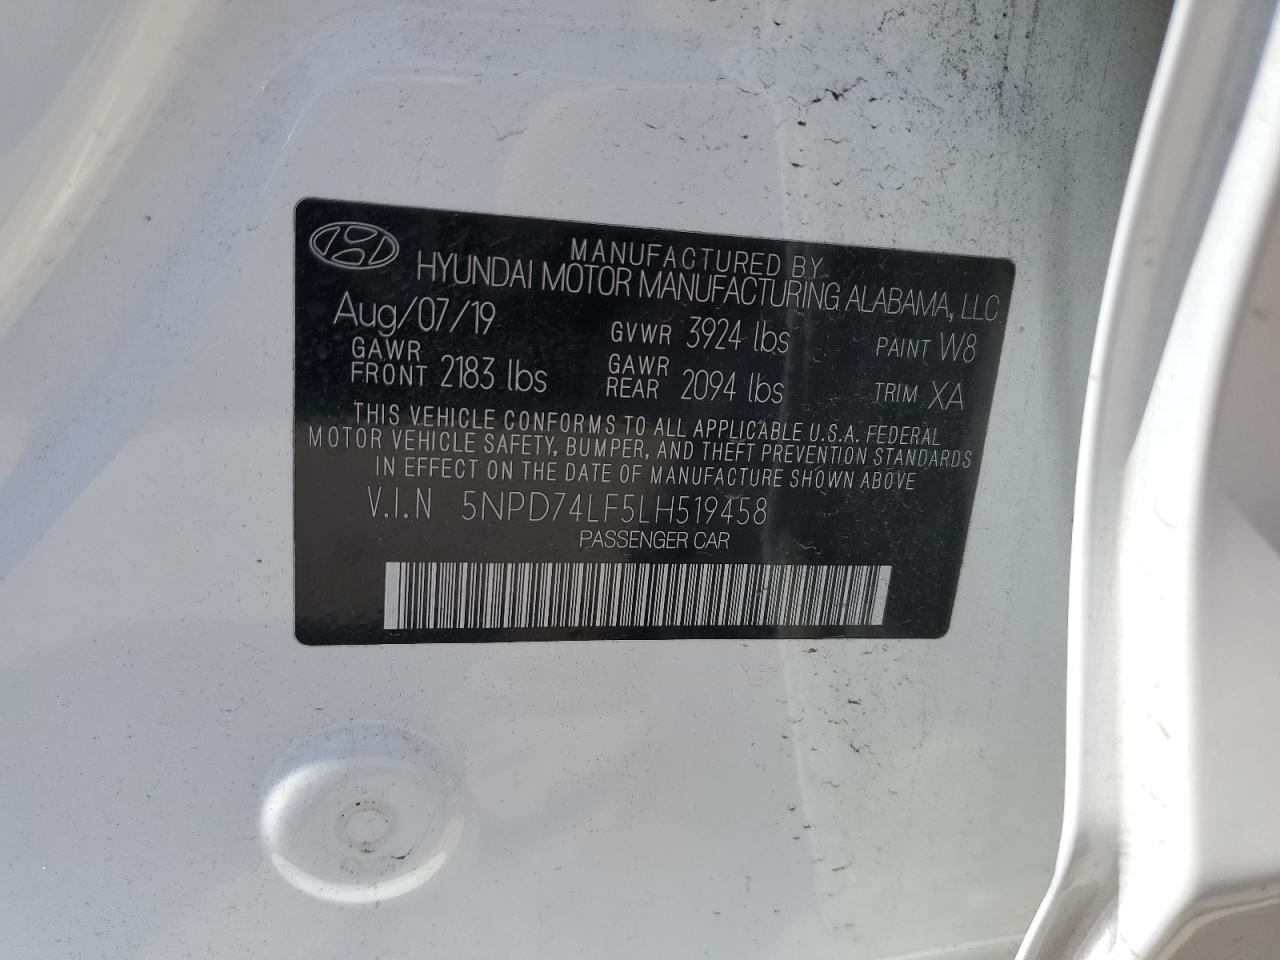 MANUFACTURED BY
HYUNDAI MOTOR MANUFACTURING ALABAMA, LLC
Aug/07/19 GVWR 3924 lbs PAINT W8
GAWR FRONT 2183 lbs GAWR REAR 2094 lbs TRIM XA
THIS VEHICLE CONFORMS TO ALL APPLICABLE U.S.A. FEDERAL
MOTOR VEHICLE SAFETY, BUMPER, AND THEFT PREVENTION STANDARDS
IN EFFECT ON THE DATE OF MANUFACTURE SHOWN ABOVE
V.I.N 5NPD74LF5LH519458
PASSENGER CAR